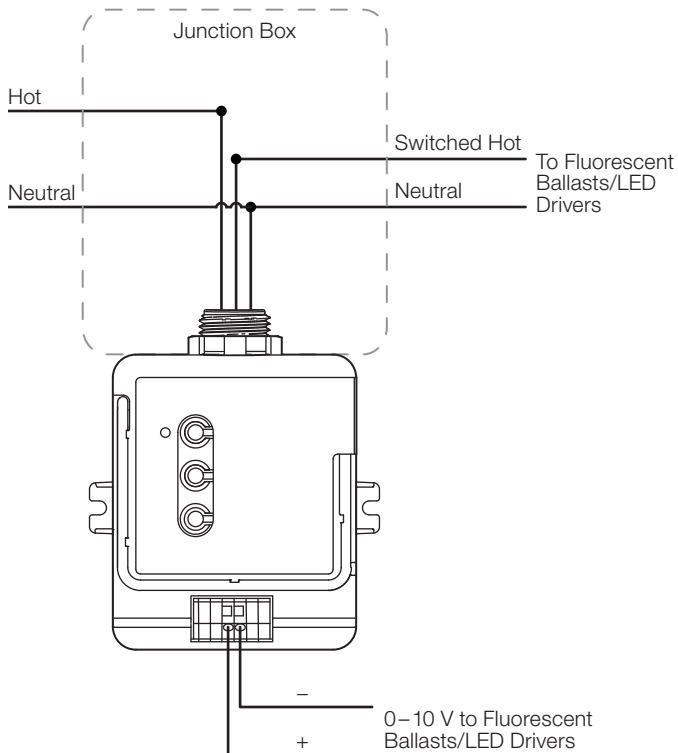 Junction Box
Hot
Switched Hot
To Fluorescent
Ballasts/LED
Drivers
Neutral
Neutral
–
0–10 V to Fluorescent
Ballasts/LED Drivers
+